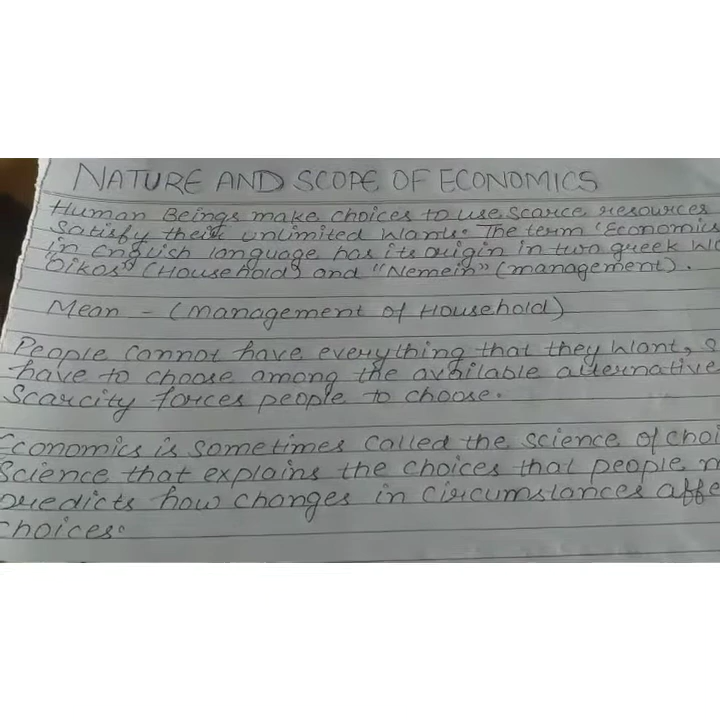 NATURE AND SCOPE OF ECONOMICS
Human Beings make choices to use scarce resources
Satisfy their unlimited wants. The term 'Economics
in English language has its origin in two greek
"Oikos" (Household) and "Nemein" (management).
Mean - (management of Household)
People cannot have everything that they want,
have to choose among the available alternative
Scarcity forces people to choose.
Economics is sometimes called the science of
Science that explains the choices that people
predicts how changes in circumstances
choices.